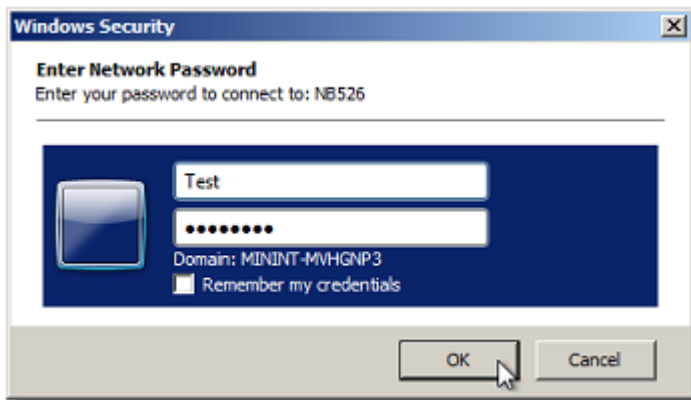 Windows Security
Enter Network Password
Enter your password to connect to: NB526
Test
••••••••
Domain: MININT-MVHGNP3
Remember my credentials
OK
Cancel